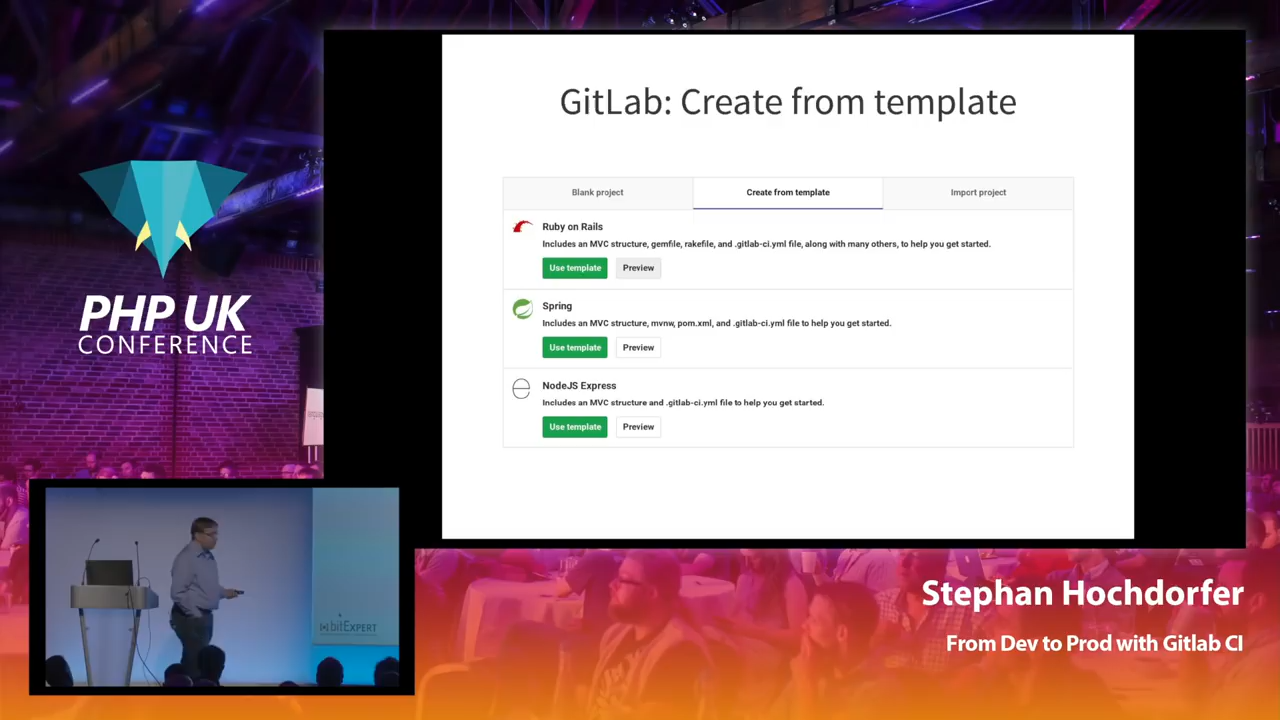 GitLab: Create from template
Blank project
Create from template
Import project
Ruby on Rails
Includes an MVC structure, gemfile, rakefile, and .gitlab-ci.yml file, along with many others, to help you get started.
Use template
Preview
Spring
Includes an MVC structure, mvnw, pom.xml, and .gitlab-ci.yml file to help you get started.
Use template
Preview
NodeJS Express
Includes an MVC structure and .gitlab-ci.yml file to help you get started.
Use template
Preview
PHP UK
CONFERENCE
bitExpert
Stephan Hochdorfer
From Dev to Prod with Gitlab CI